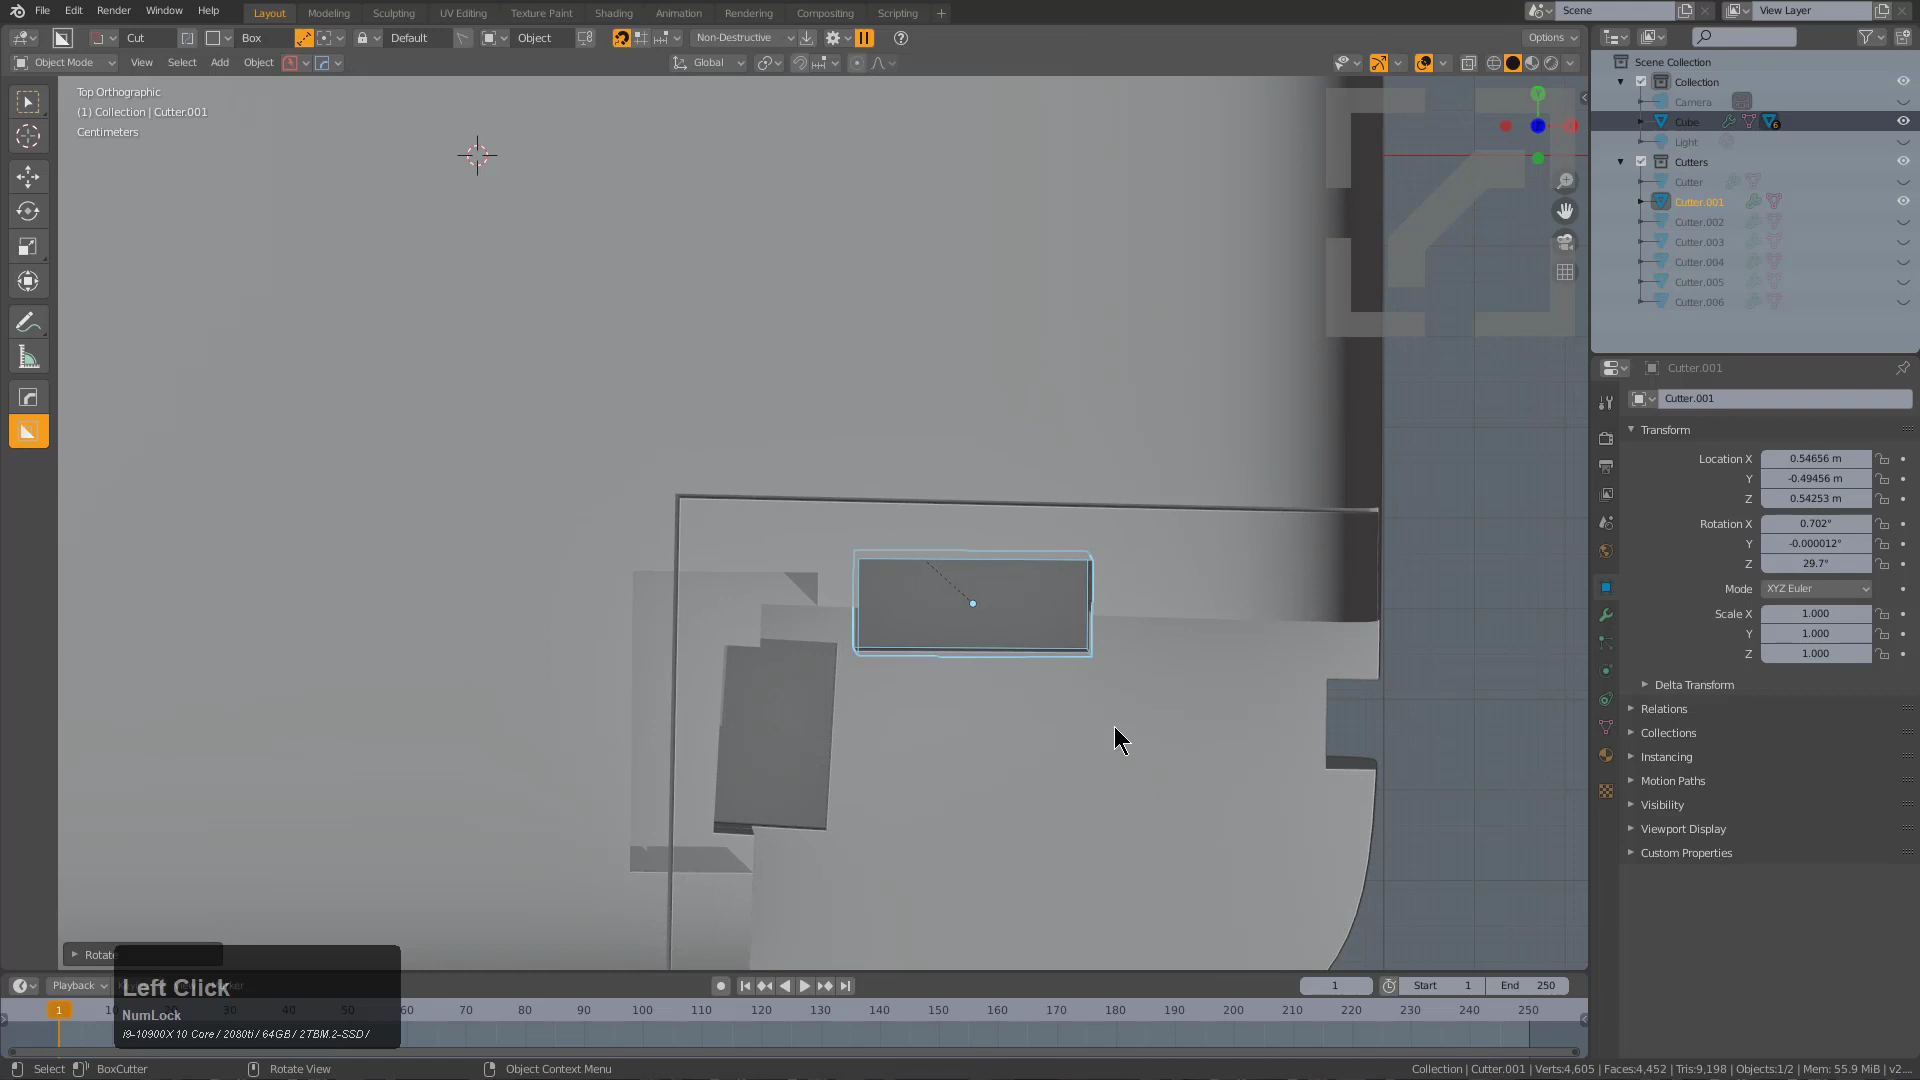 File Edit Render Window Help
Layout Modeling Sculpting UV Editing Texture Paint Shading Animation Rendering Compositing Scripting +
Scene
View Layer
Cut Box Default Object Non-Destructive Options
Object Mode View Select Add Object Global
Top Orthographic
(1) Collection | Cutter.001
Centimeters
Y
Scene Collection
Collection
Camera
Cube 6
Light
Cutters
Cutter
Cutter.001
Cutter.002
Cutter.003
Cutter.004
Cutter.005
Cutter.006
Cutter.001
Cutter.001
Transform
Location X 0.54656 m
Y -0.49456 m
Z 0.54253 m
Rotation X 0.702°
Y -0.000012°
Z 29.7°
Mode XYZ Euler
Scale X 1.000
Y 1.000
Z 1.000
Delta Transform
Relations
Collections
Instancing
Motion Paths
Visibility
Viewport Display
Custom Properties
Rotate
Left Click
NumLock
i9-10900X 10 Core / 2080ti / 64GB / 2TBM.2-SSD /
Playback
1 Start 1 End 250
1 10 30 40 50 60 70 80 90 100 110 120 130 140 150 160 170 180 190 200 210 220 230 240 250
Select BoxCutter Rotate View Object Context Menu
Collection | Cutter.001 | Verts:4,605 | Faces:4,452 | Tris:9,198 | Objects:1/2 | Mem: 55.9 MiB | v2....